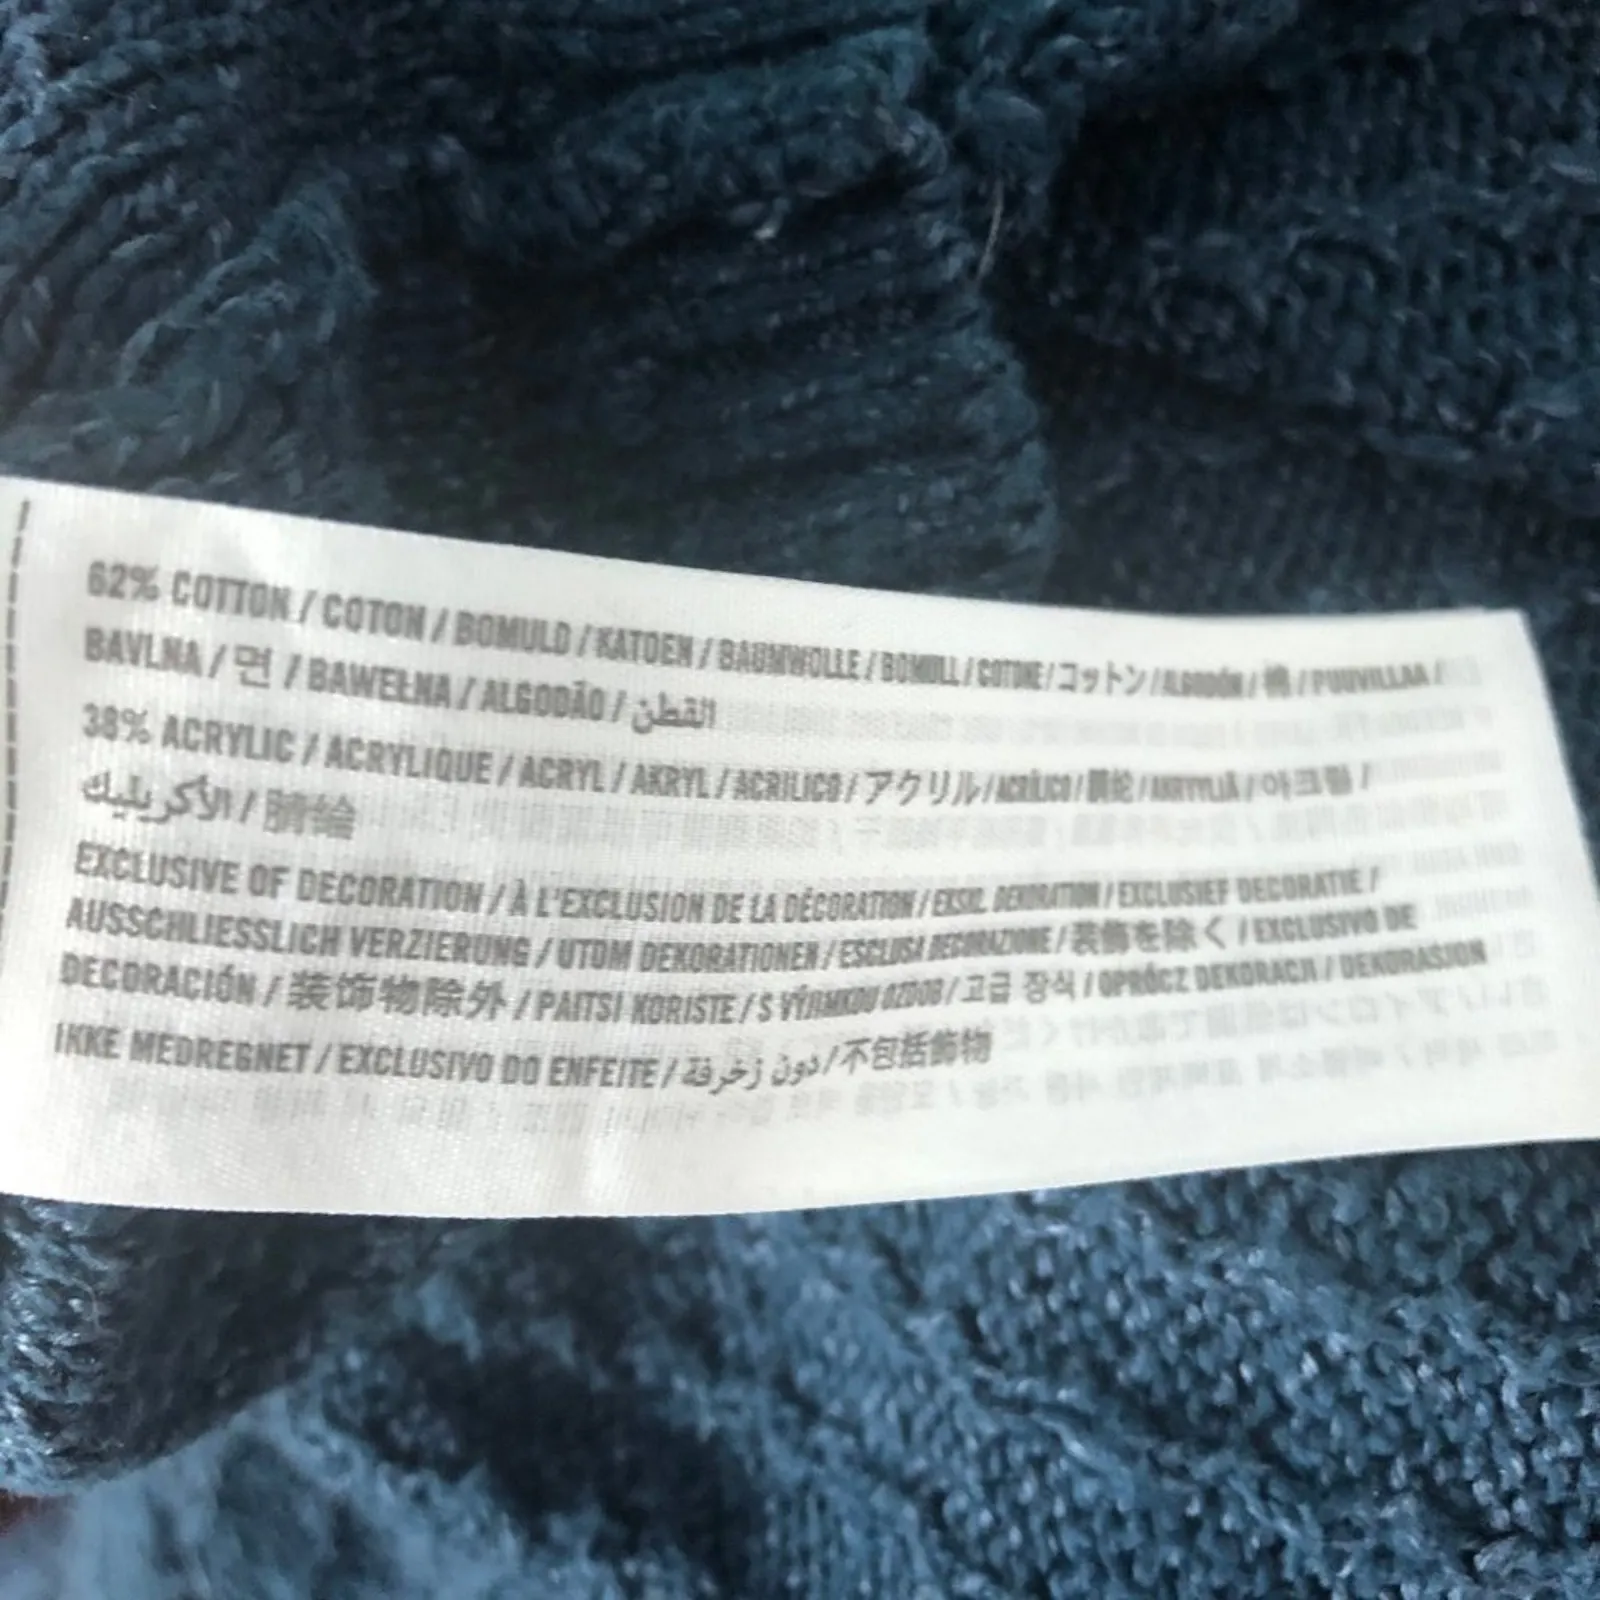 62% COTTON / COTON / BOMULD / KATOEN / BAUMWOLLE / BOMULL / COTONE / コットン / ALGODÓN / 棉 / PUUVILLAA /
BAVLNA / 면 / BAWEŁNA / ALGODÃO / القطن
38% ACRYLIC / ACRYLIQUE / ACRYL / AKRYL / ACRILICO / アクリル / ACRÍLICO / 腈纶 / AKRYYLIÄ / 아크릴 /
الأكريليك / 腈綸
EXCLUSIVE OF DECORATION / À L'EXCLUSION DE LA DÉCORATION / EKSKL. DEKORATION / EXCLUSIEF DECORATIE /
AUSSCHLIESSLICH VERZIERUNG / UTOM DEKORATIONEN / ESCLUSA DECORAZIONE / 装飾を除く / EXCLUSIVO DE
DECORACIÓN / 装饰物除外 / PAITSI KORISTE / S VÝJIMKOU OZDOB / 고급 장식 / OPRÓCZ DEKORACJI / DEKORASJON
IKKE MEDREGNET / EXCLUSIVO DO ENFEITE / دون زخرفة / 不包括飾物